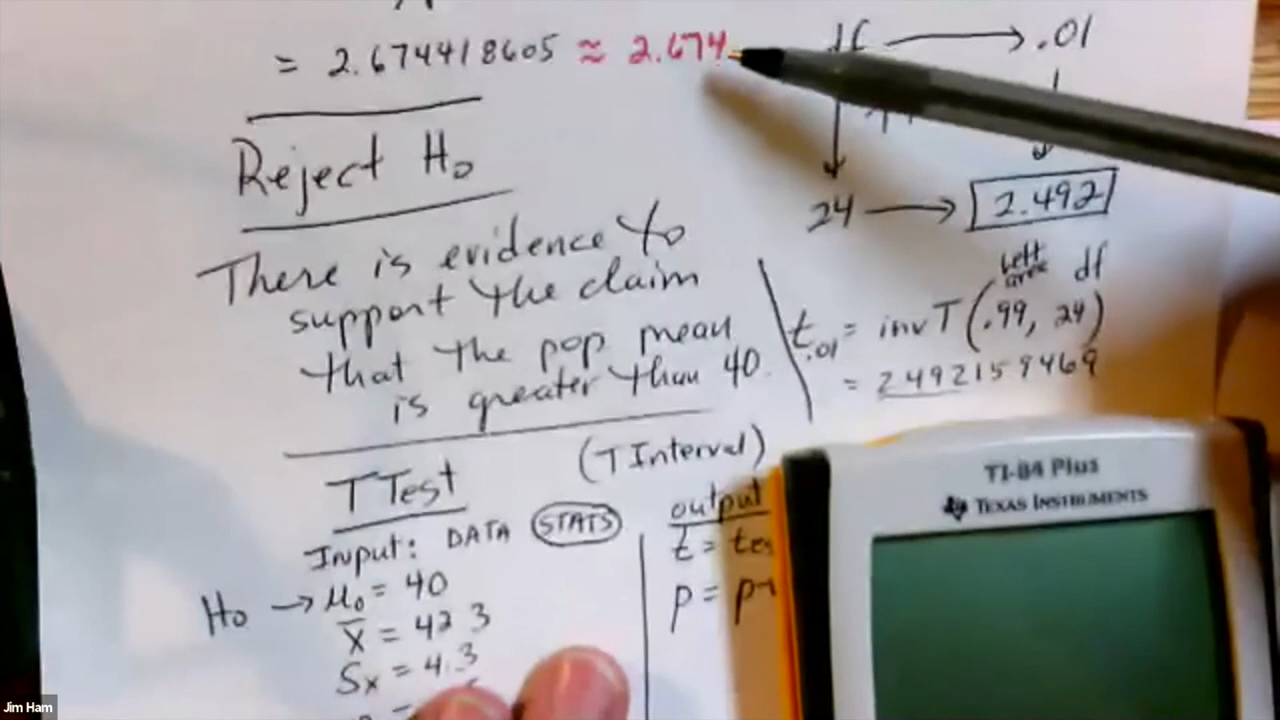 = 2.674418605 ≈ 2.674
df → .01
Reject H₀
24 → 2.492
There is evidence to
support the claim
that the pop mean
is greater than 40.
left area df
t.01 = invT(.99, 24)
= 2.492159469
TTest (TInterval)
Input: DATA STATS
H₀ → μ₀ = 40
x̄ = 42 3
Sx = 4.3
output
t =
p =
TI-84 Plus
TEXAS INSTRUMENTS
Jim Ham